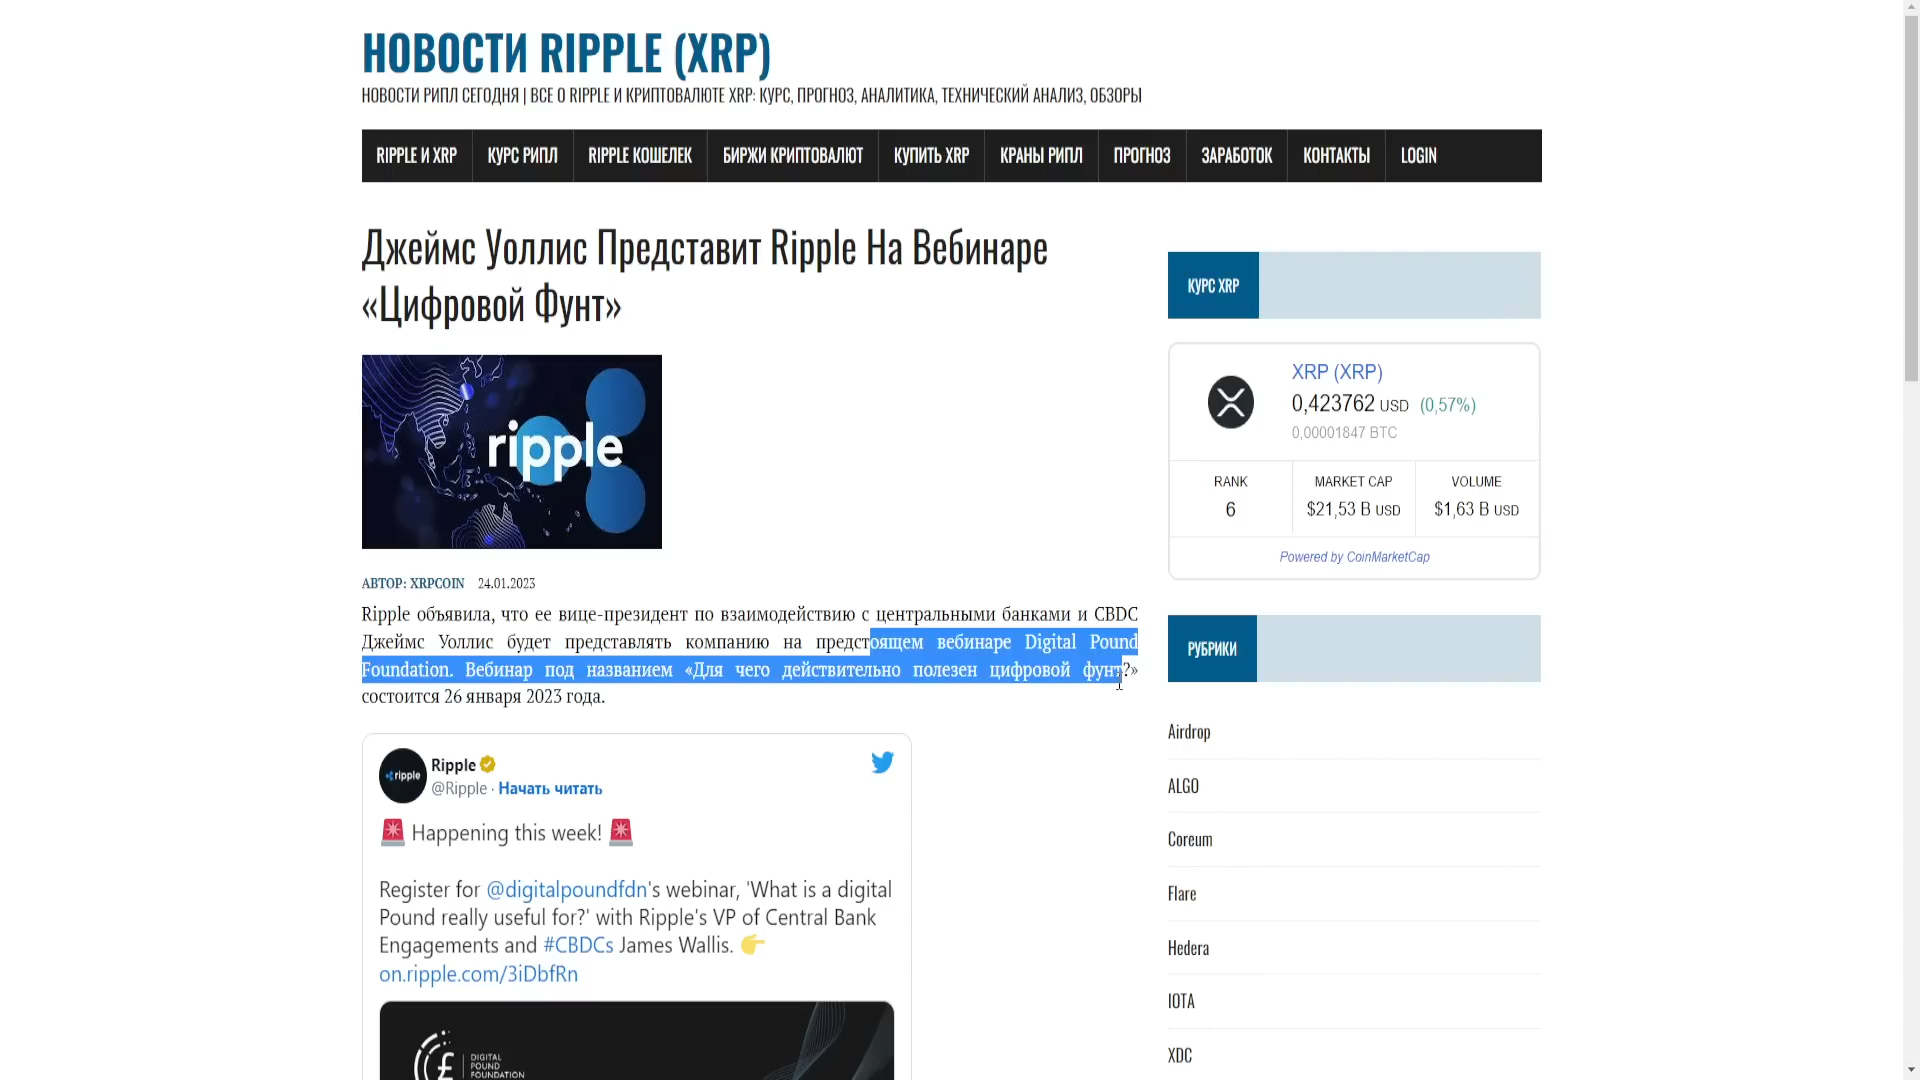 НОВОСТИ RIPPLE (XRP)
НОВОСТИ РИПЛ СЕГОДНЯ | ВСЕ О RIPPLE И КРИПТОВАЛЮТЕ XRP: КУРС, ПРОГНОЗ, АНАЛИТИКА, ТЕХНИЧЕСКИЙ АНАЛИЗ, ОБЗОРЫ
RIPPLE И XRP КУРС РИПЛ RIPPLE КОШЕЛЕК БИРЖИ КРИПТОВАЛЮТ КУПИТЬ XRP КРАНЫ РИПЛ ПРОГНОЗ ЗАРАБОТОК КОНТАКТЫ LOGIN
Джеймс Уоллис Представит Ripple На Вебинаре
«Цифровой Фунт»
ripple
АВТОР: XRPCOIN 24.01.2023
Ripple объявила, что ее вице-президент по взаимодействию с центральными банками и CBDC
Джеймс Уоллис будет представлять компанию на предстоящем вебинаре Digital Pound
Foundation. Вебинар под названием «Для чего действительно полезен цифровой фунт?»
состоится 26 января 2023 года.
ripple
Ripple
@Ripple · Начать читать
Happening this week!
Register for @digitalpoundfdn's webinar, 'What is a digital
Pound really useful for?' with Ripple's VP of Central Bank
Engagements and #CBDCs James Wallis.
on.ripple.com/3iDbfRn
£
DIGITAL
POUND
FOUNDATION
КУРС XRP
XRP (XRP)
0,423762 USD (0,57%)
0,00001847 BTC
RANK MARKET CAP VOLUME
6 $21,53 B USD $1,63 B USD
Powered by CoinMarketCap
РУБРИКИ
Airdrop
ALGO
Coreum
Flare
Hedera
IOTA
XDC